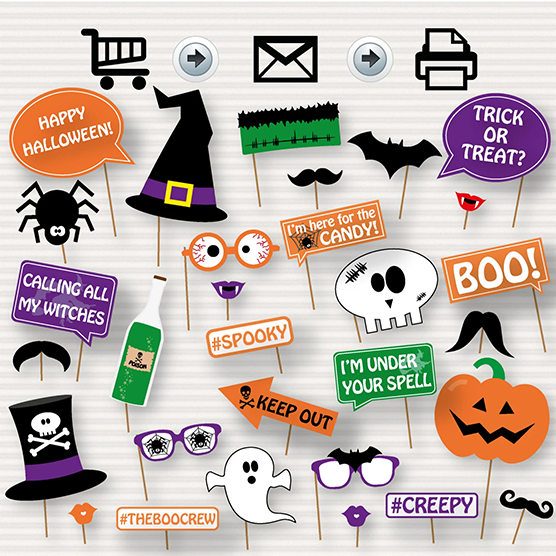 HAPPY
HALLOWEEN!
TRICK
OR
TREAT?
I'm here for the
CANDY!
CALLING ALL
MY WITCHES
BOO!
POISON
#SPOOKY
I'M UNDER
YOUR SPELL
KEEP OUT
#THEBOOCREW
#CREEPY